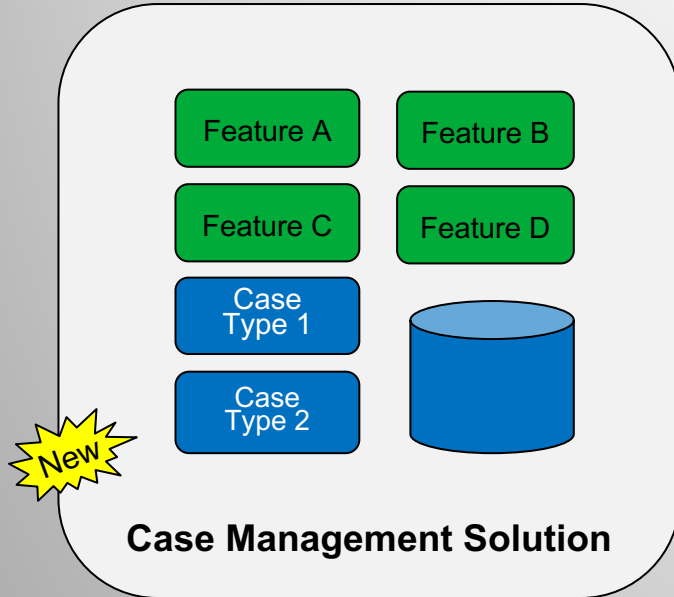 Feature A
Feature B
Feature C
Feature D
Case
Type 1
Case
Type 2
New
Case Management Solution